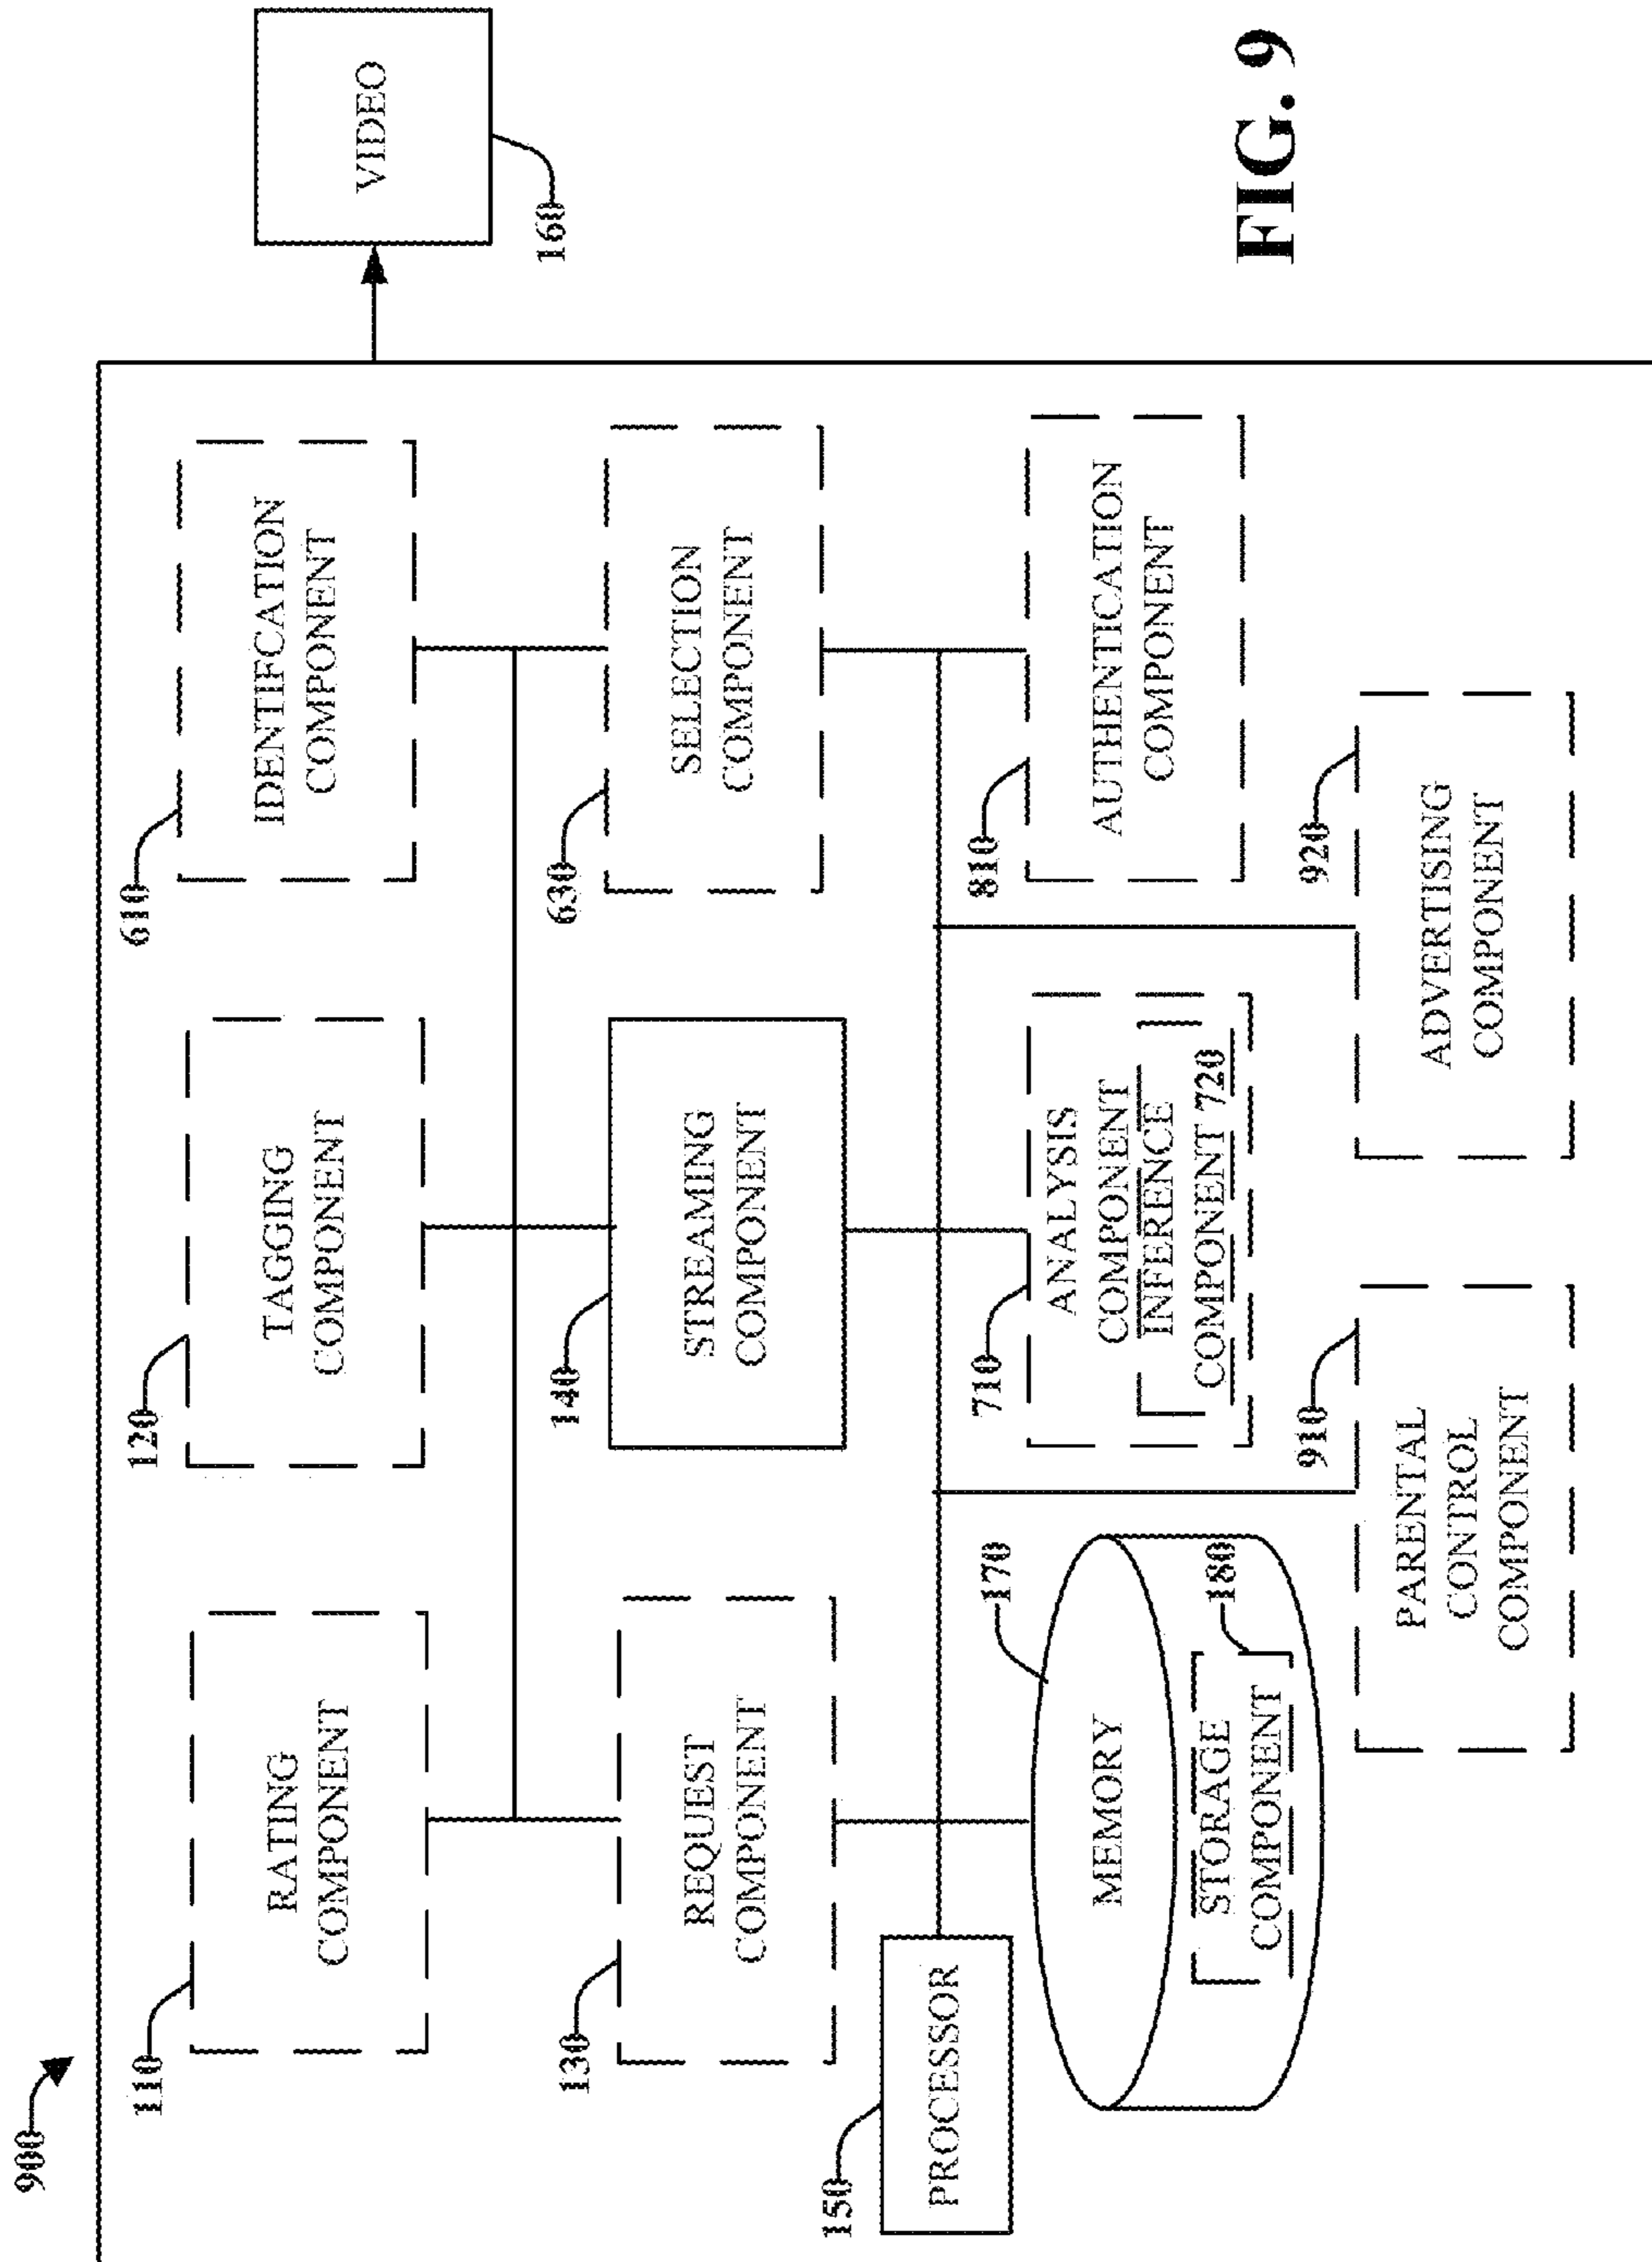 900
110
RATING
COMPONENT
120
TAGGING
COMPONENT
610
IDENTIFCATION
COMPONENT
VIDEO
160
130
REQUEST
COMPONENT
140
STREAMING
COMPONENT
630
SELECTION
COMPONENT
150
PROCESSOR
170
MEMORY
180
STORAGE
COMPONENT
710
ANALYSIS
COMPONENT
INFERENCE
COMPONENT 720
810
AUTHENTICATION
COMPONENT
910
PARENTAL
CONTROL
COMPONENT
920
ADVERTISING
COMPONENT
FIG. 9